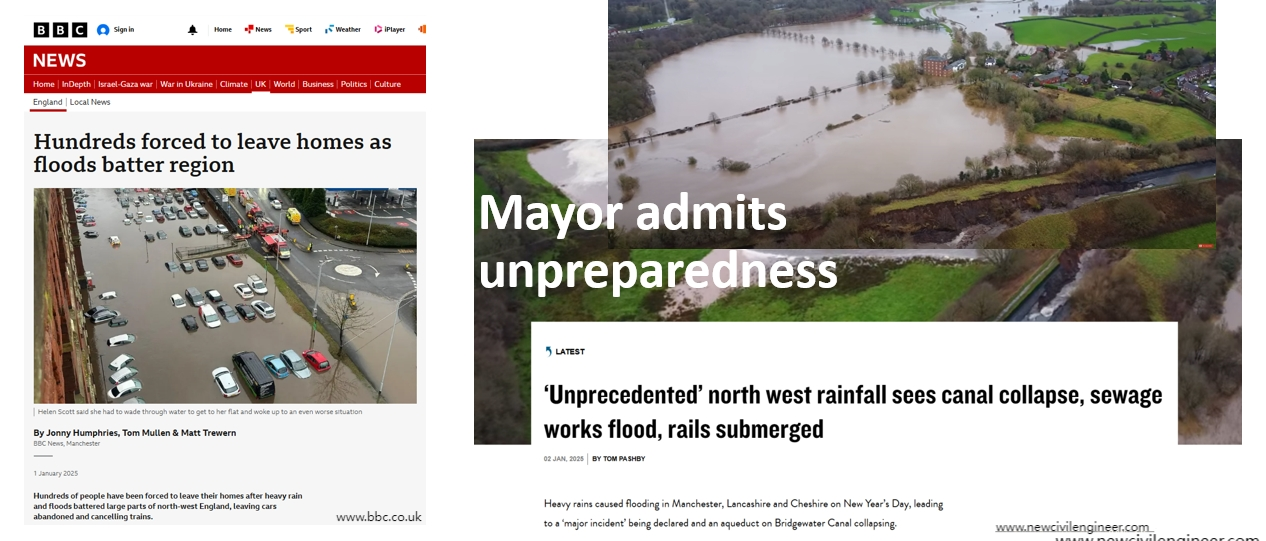 BBC Sign in Home News Sport Weather iPlayer
NEWS
Home | InDepth | Israel-Gaza war | War in Ukraine | Climate | UK | World | Business | Politics | Culture
England | Local News
Hundreds forced to leave homes as
floods batter region
Helen Scott said she had to wade through water to get to her flat and woke up to an even worse situation
By Jonny Humphries, Tom Mullen & Matt Trewern
BBC News, Manchester
1 January 2025
Hundreds of people have been forced to leave their homes after heavy rain
and floods battered large parts of north-west England, leaving cars
abandoned and cancelling trains.
www.bbc.co.uk
Mayor admits
unpreparedness
LATEST
‘Unprecedented’ north west rainfall sees canal collapse, sewage
works flood, rails submerged
02 JAN, 2025 | BY TOM PASHBY
Heavy rains caused flooding in Manchester, Lancashire and Cheshire on New Year’s Day, leading
to a ‘major incident’ being declared and an aqueduct on Bridgewater Canal collapsing.
www.newcivilengineer.com
www.newcivilengineer.com